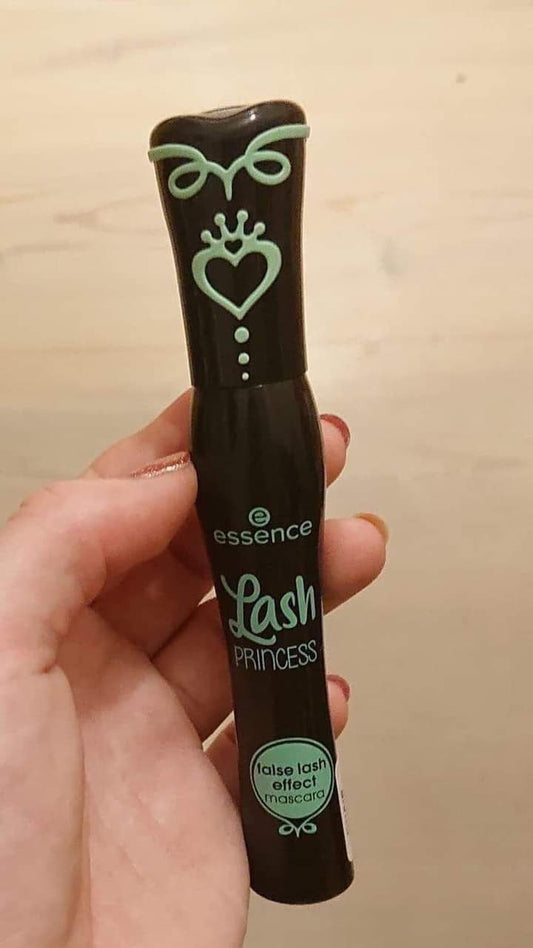 essence
Lash
PRINCESS
false lash
effect
mascara